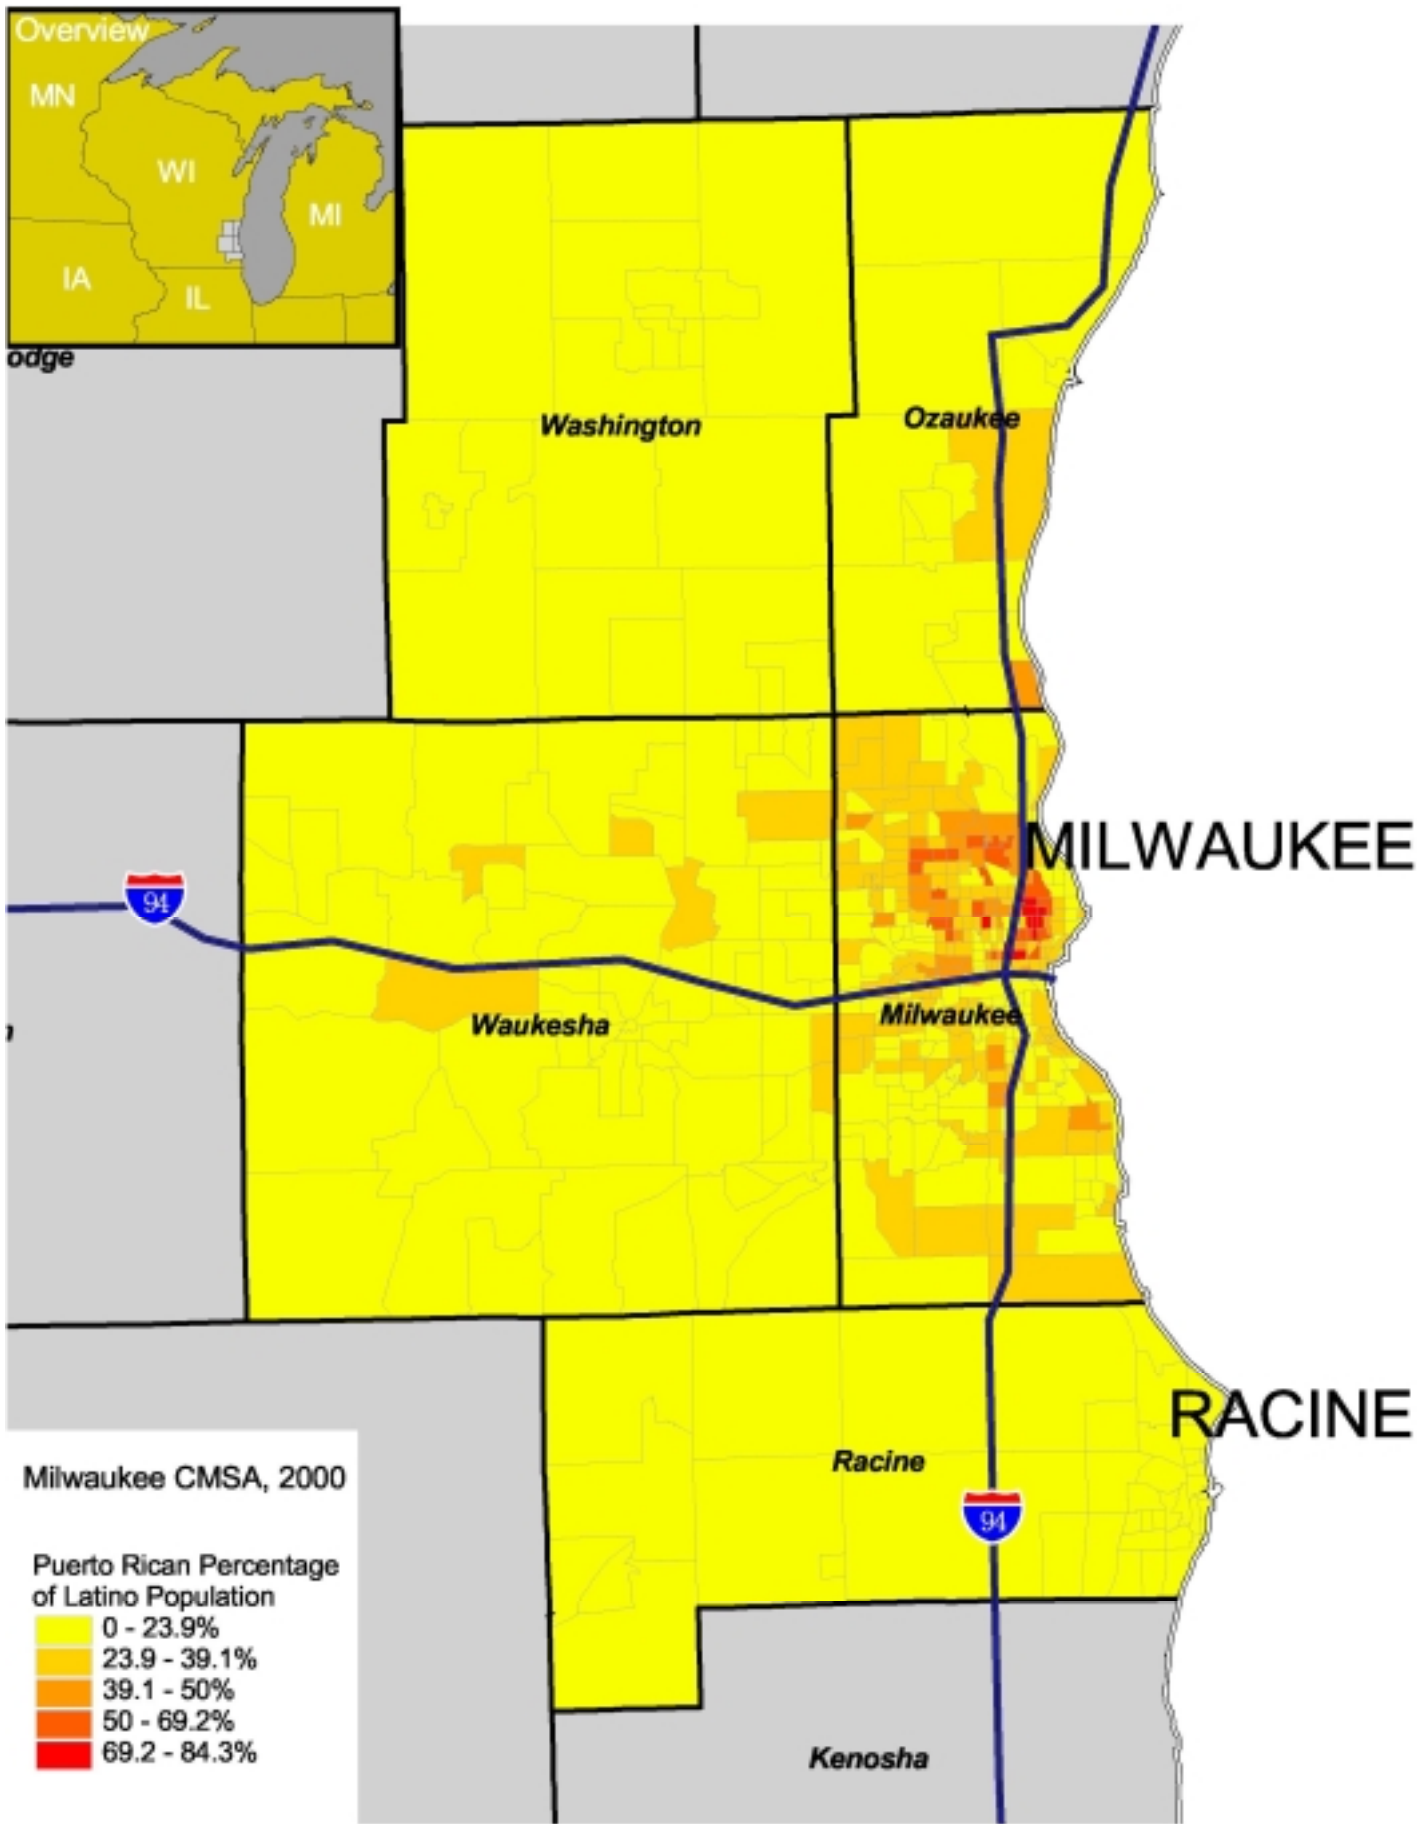 Overview
MN
WI
MI
IA
IL
odge
Washington
Ozaukee
MILWAUKEE
94
Milwaukee
Waukesha
RACINE
Racine
94
Milwaukee CMSA, 2000
Puerto Rican Percentage
of Latino Population
0 - 23.9%
23.9 - 39.1%
39.1 - 50%
50 - 69.2%
69.2 - 84.3%
Kenosha